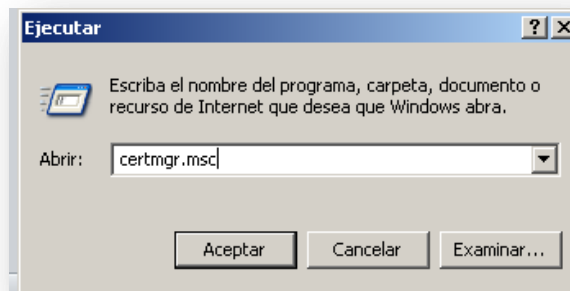 Ejecutar
Escriba el nombre del programa, carpeta, documento o
recurso de Internet que desea que Windows abra.
Abrir: certmgr.msc
Aceptar Cancelar Examinar...